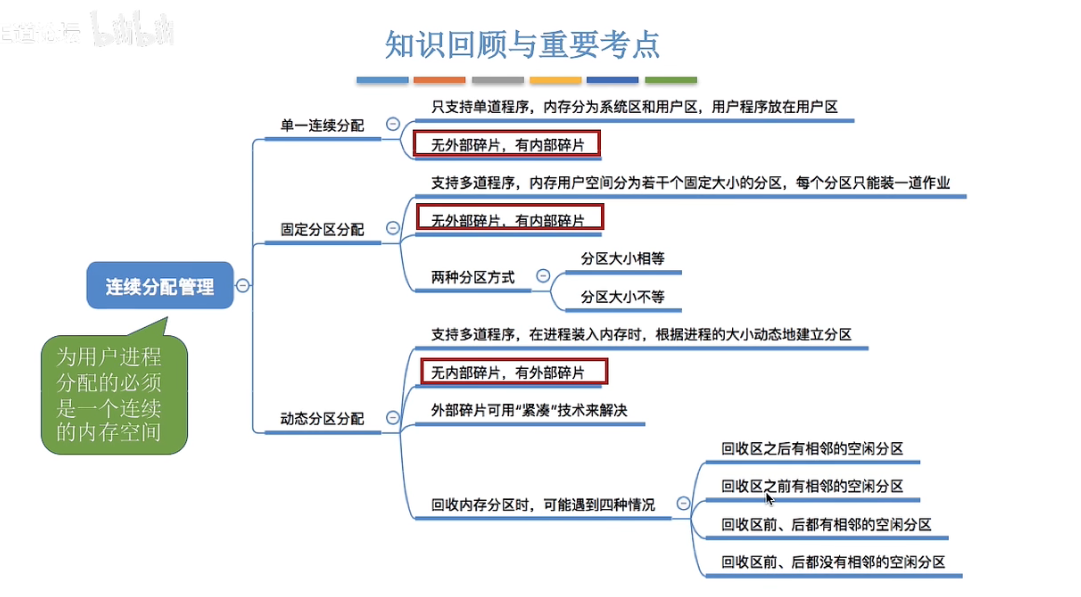 bilibili
知识回顾与重要考点
单一连续分配
只支持单道程序，内存分为系统区和用户区，用户程序放在用户区
无外部碎片，有内部碎片
固定分区分配
支持多道程序，内存用户空间分为若干个固定大小的分区，每个分区只能装一道作业
无外部碎片，有内部碎片
两种分区方式
分区大小相等
分区大小不等
连续分配管理
为用户进程
分配的必须
是一个连续
的内存空间
动态分区分配
支持多道程序，在进程装入内存时，根据进程的大小动态地建立分区
无内部碎片，有外部碎片
外部碎片可用“紧凑”技术来解决
回收内存分区时，可能遇到四种情况
回收区之后有相邻的空闲分区
回收区之前有相邻的空闲分区
回收区前、后都有相邻的空闲分区
回收区前、后都没有相邻的空闲分区